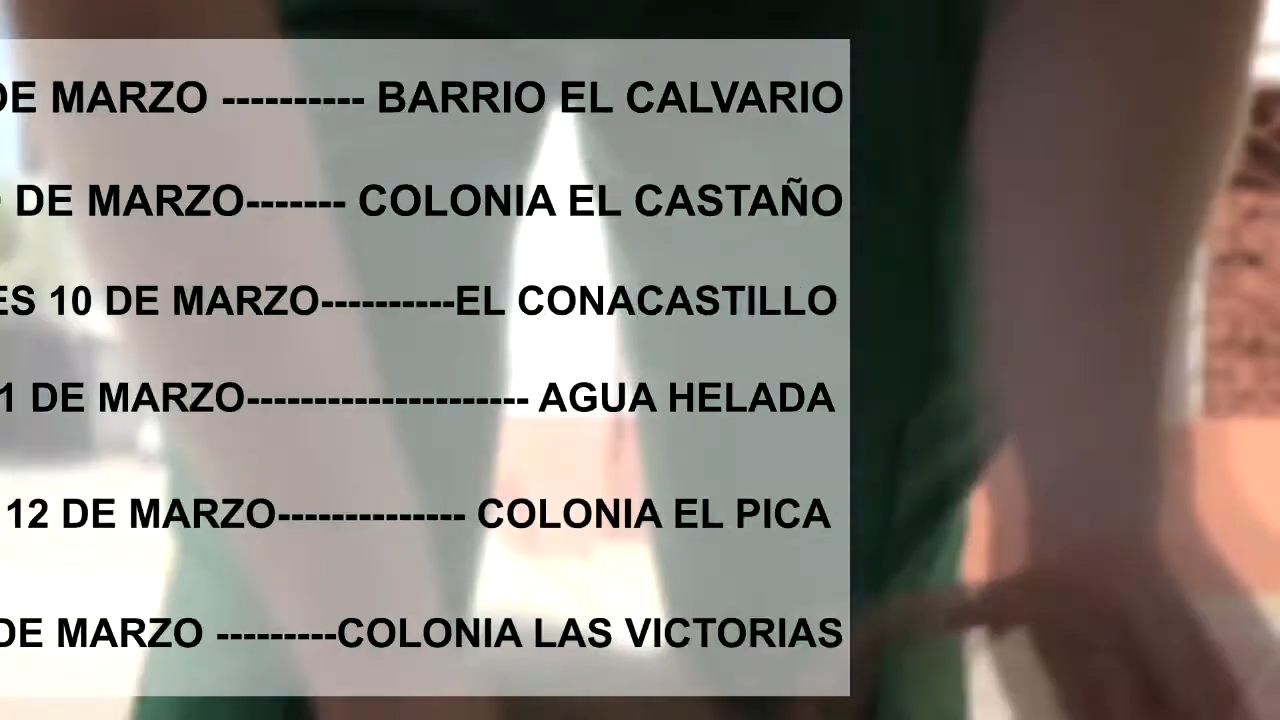 DE MARZO ---------- BARRIO EL CALVARIO
DE MARZO------- COLONIA EL CASTAÑO
ES 10 DE MARZO----------EL CONACASTILLO
1 DE MARZO--------------------- AGUA HELADA
12 DE MARZO-------------- COLONIA EL PICA
DE MARZO ---------COLONIA LAS VICTORIAS